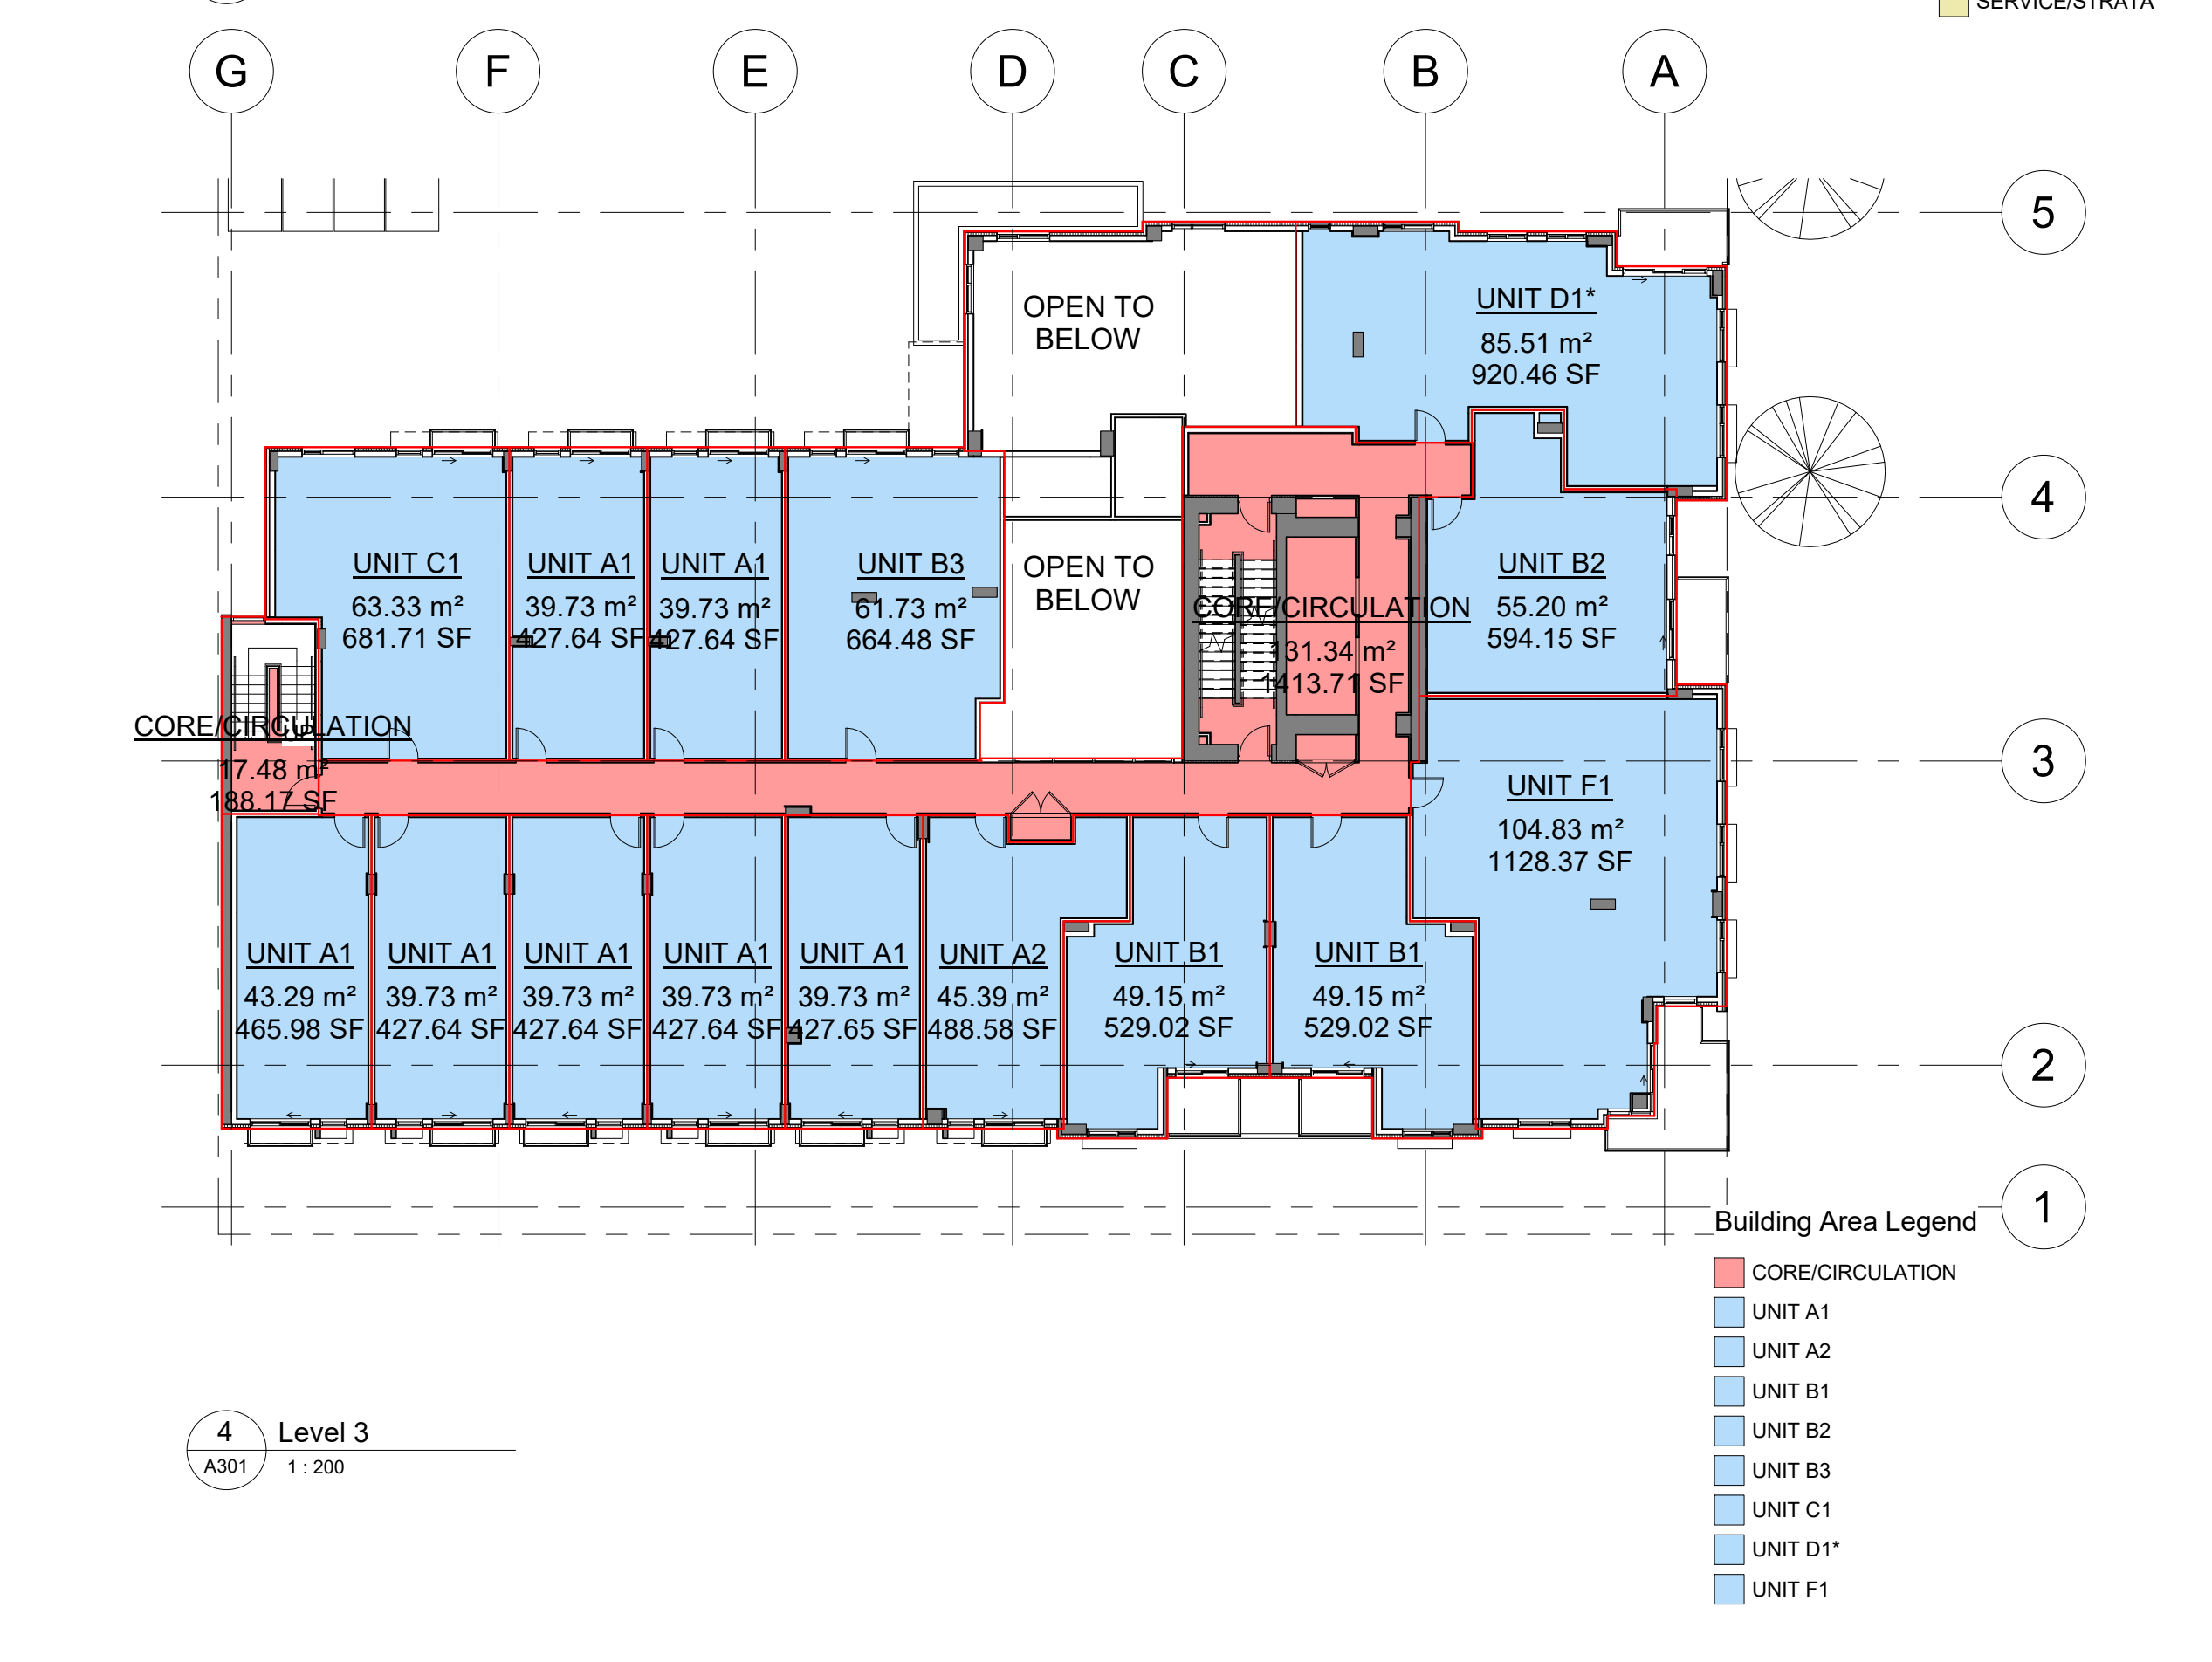 SERVICE/STRATA
G
F
E
D
C
B
A
5
4
3
2
1
OPEN TO
BELOW
UNIT D1*
85.51 m²
920.46 SF
UNIT C1
63.33 m²
681.71 SF
UNIT A1
39.73 m²
427.64 SF
UNIT A1
39.73 m²
427.64 SF
UNIT B3
61.73 m²
664.48 SF
OPEN TO
BELOW
CORE/CIRCULATION
131.34 m²
1413.71 SF
UNIT B2
55.20 m²
594.15 SF
CORE/CIRCULATION
17.48 m²
188.17 SF
UP
UNIT F1
104.83 m²
1128.37 SF
UNIT A1
43.29 m²
465.98 SF
UNIT A1
39.73 m²
427.64 SF
UNIT A1
39.73 m²
427.64 SF
UNIT A1
39.73 m²
427.64 SF
UNIT A1
39.73 m²
427.65 SF
UNIT A2
45.39 m²
488.58 SF
UNIT B1
49.15 m²
529.02 SF
UNIT B1
49.15 m²
529.02 SF
Building Area Legend
CORE/CIRCULATION
UNIT A1
UNIT A2
UNIT B1
UNIT B2
UNIT B3
UNIT C1
UNIT D1*
UNIT F1
4
A301
Level 3
1 : 200